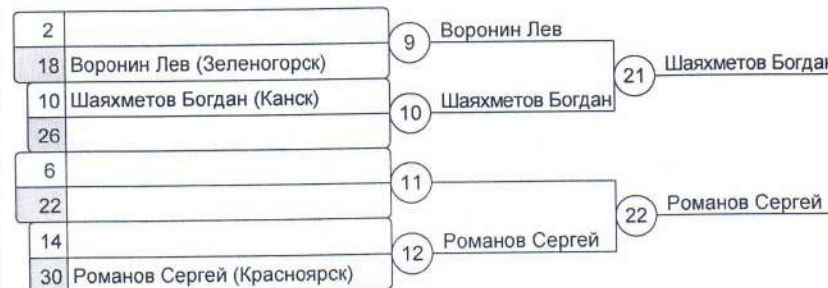 2
18 Воронин Лев (Зеленогорск)
9 Воронин Лев
10 Шаяхметов Богдан (Канск)
26
10 Шаяхметов Богдан
21 Шаяхметов Богдан
6
22
11
14
30 Романов Сергей (Красноярск)
12 Романов Сергей
22 Романов Сергей